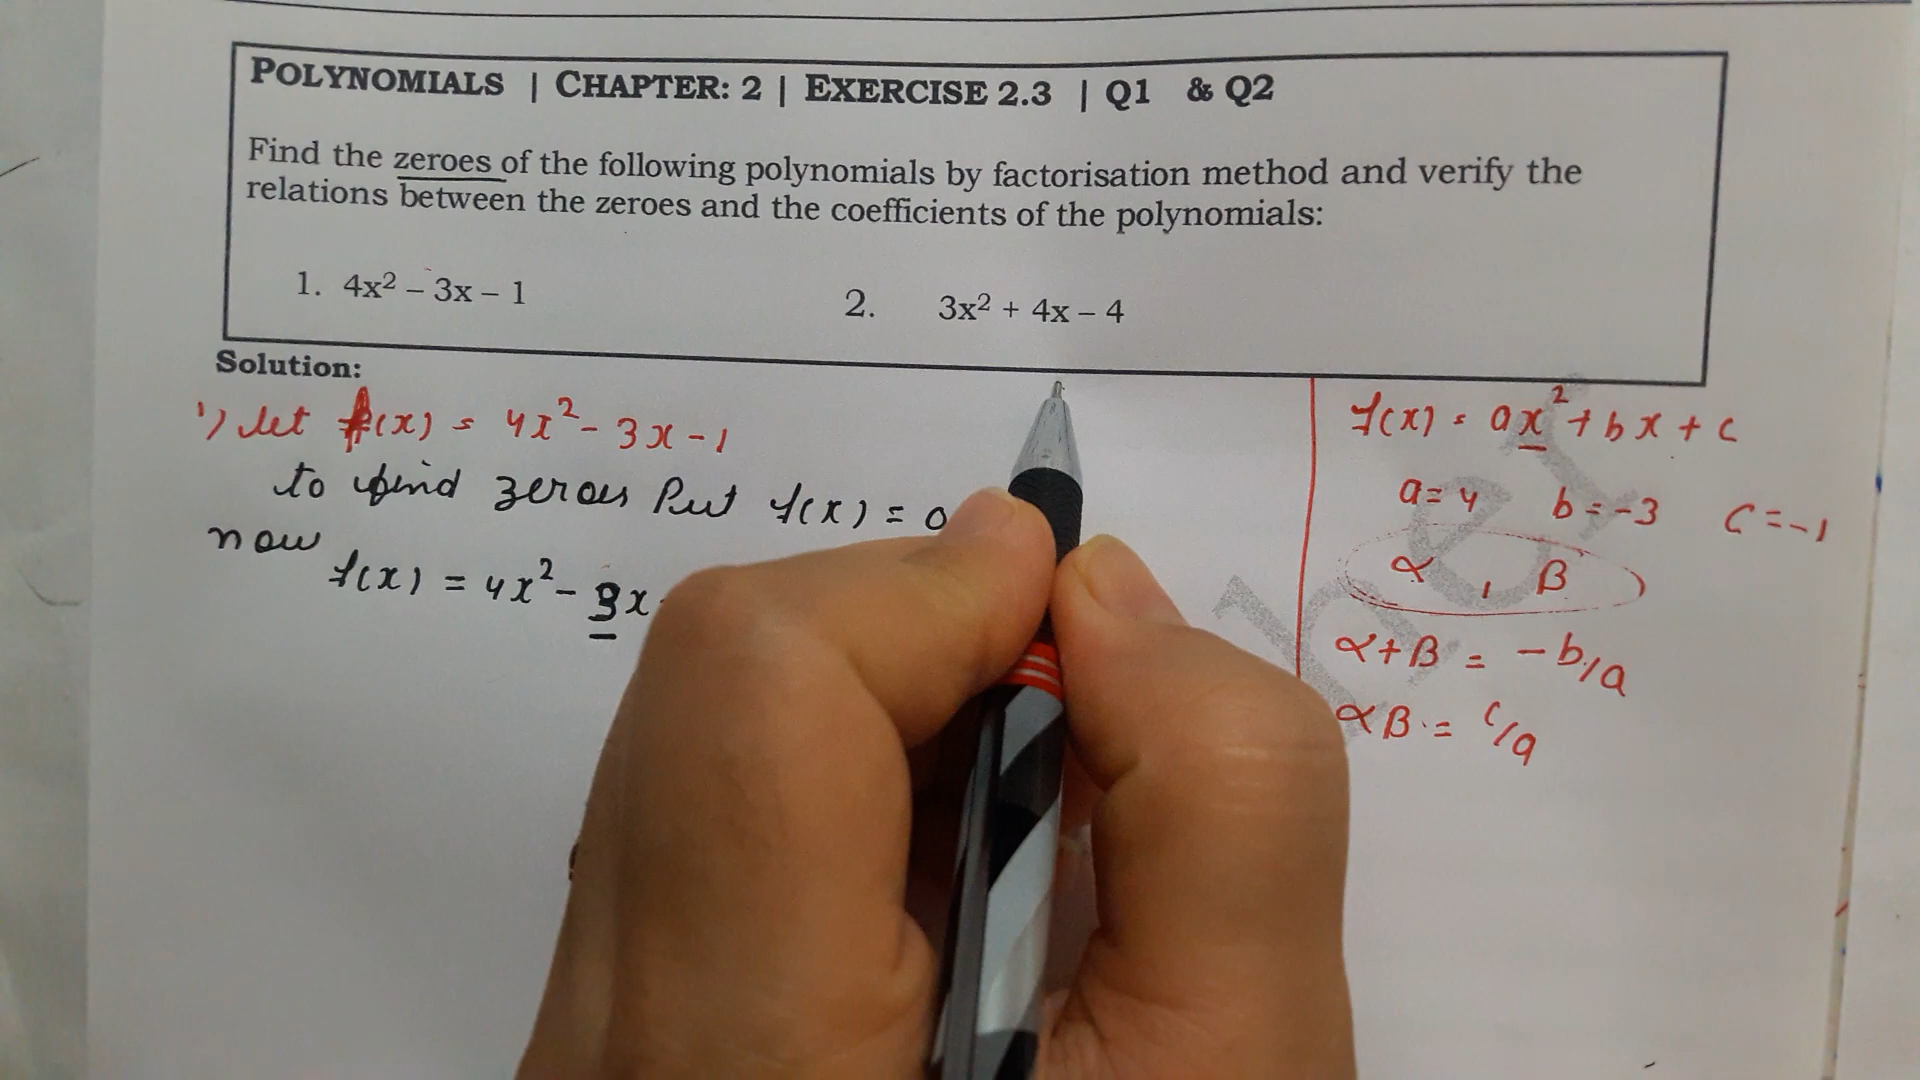 POLYNOMIALS | CHAPTER: 2 | EXERCISE 2.3 | Q1 & Q2
Find the zeroes of the following polynomials by factorisation method and verify the
relations between the zeroes and the coefficients of the polynomials:
1. 4x² – 3x – 1
2. 3x² + 4x – 4
Solution:
1) let f(x) = 4x² - 3x - 1
to find zeroes Put f(x) = 0
now
f(x) = 4x² - 3x
f(x) = ax² + bx + c
a = 4 b = -3 c = -1
α , β
α + β = -b/a
αβ = c/a